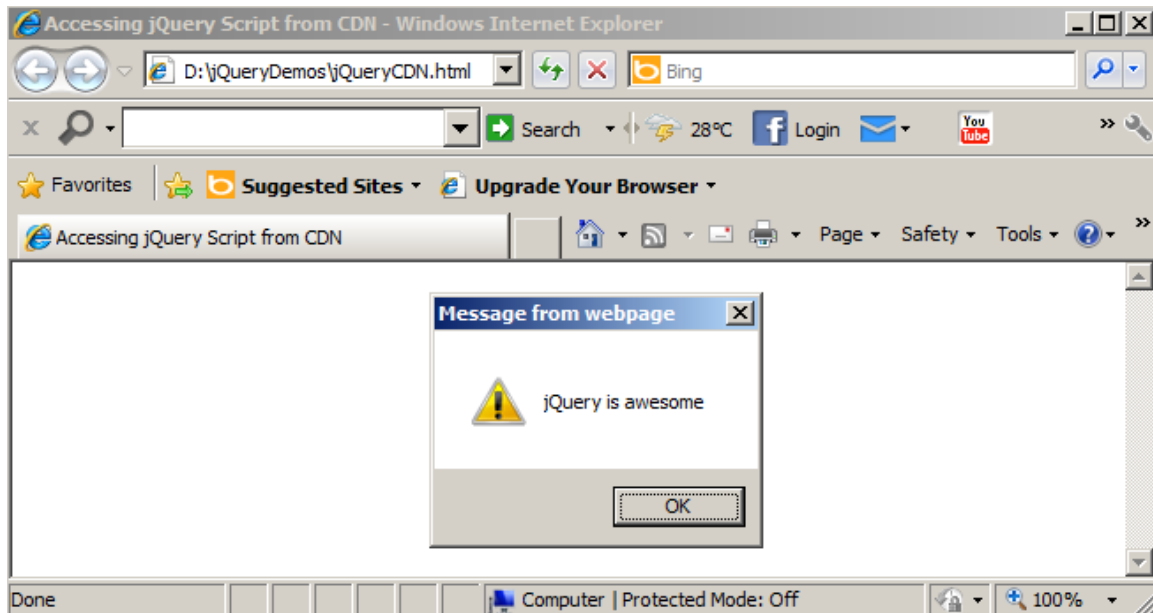 Accessing jQuery Script from CDN - Windows Internet Explorer
D:\jQueryDemos\jQueryCDN.html
Bing
Search 28°C Login You Tube »
Favorites Suggested Sites Upgrade Your Browser
Accessing jQuery Script from CDN Page Safety Tools »
Message from webpage
jQuery is awesome
OK
Done Computer | Protected Mode: Off 100%